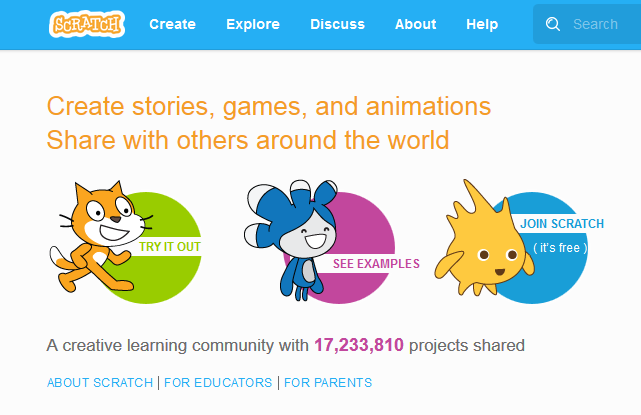 SCRATCH Create Explore Discuss About Help Search
Create stories, games, and animations
Share with others around the world
TRY IT OUT
SEE EXAMPLES
JOIN SCRATCH
( it's free )
A creative learning community with 17,233,810 projects shared
ABOUT SCRATCH | FOR EDUCATORS | FOR PARENTS